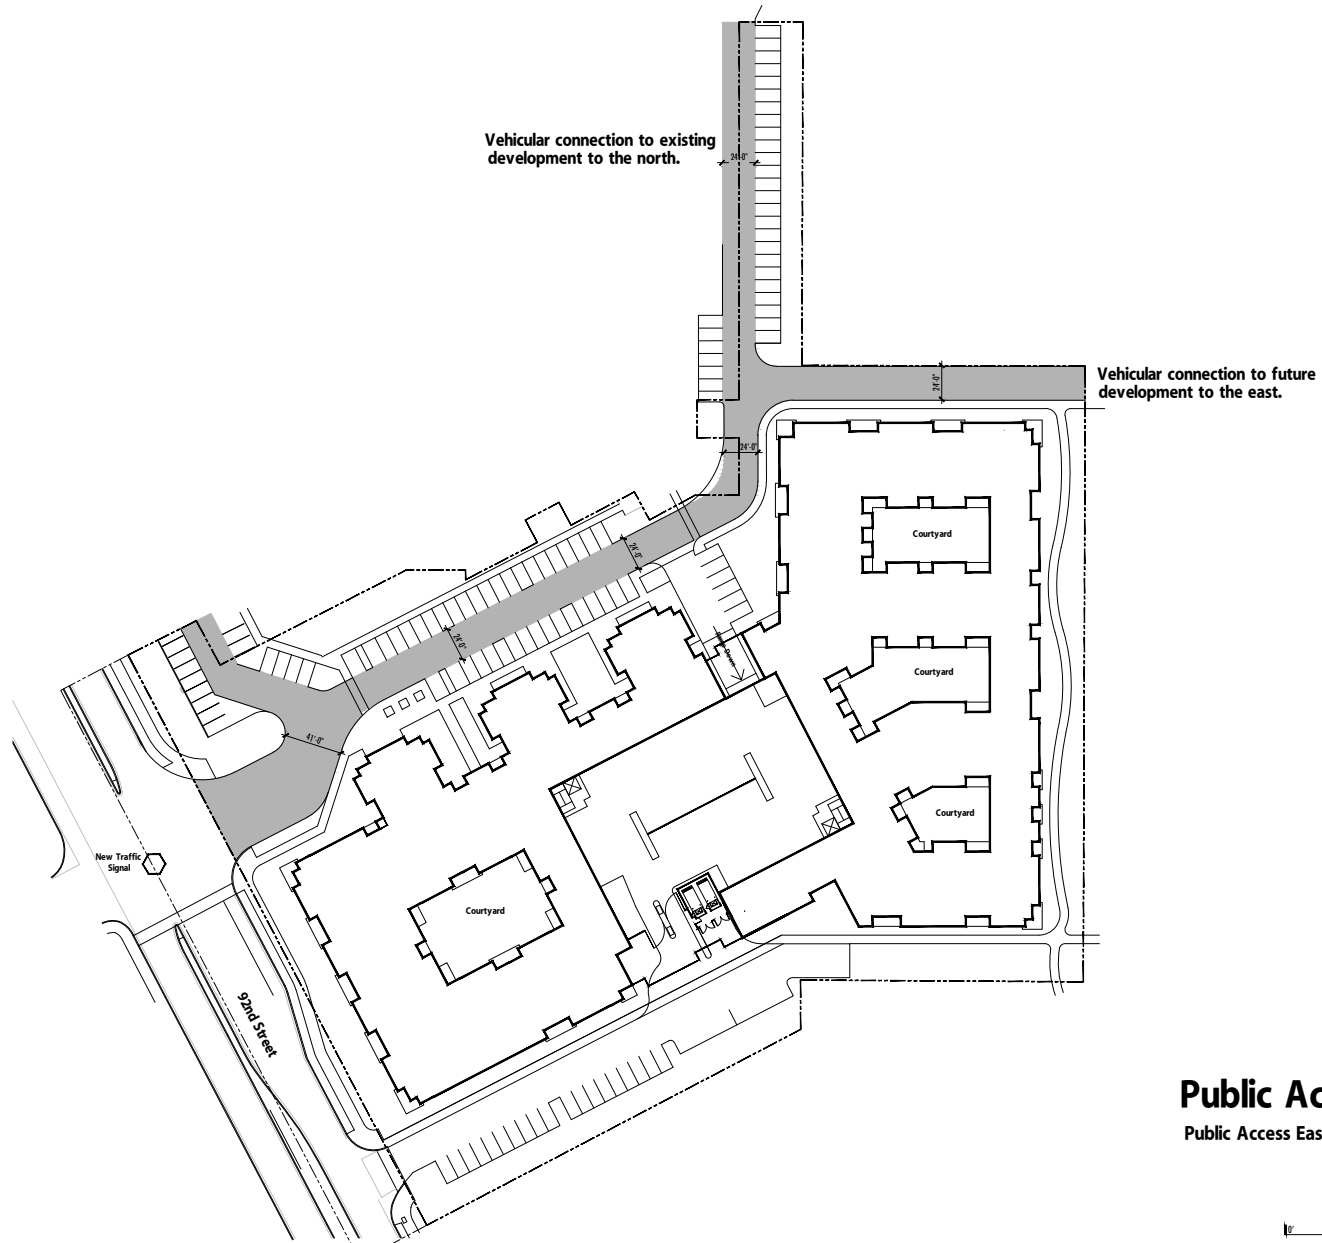 Vehicular connection to existing
development to the north.
24'-0"
Vehicular connection to future
development to the east.
24'-0"
24'-0"
Courtyard
24'-0"
24'-0"
Courtyard
41'-0"
Courtyard
New Traffic
Signal
Courtyard
92nd Street
Public Ac
Public Access Eas
0'